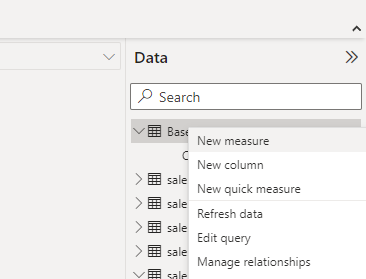 Data
Search
Base
New measure
New column
sale
New quick measure
sale
Refresh data
sale
Edit query
sale
Manage relationships
sale